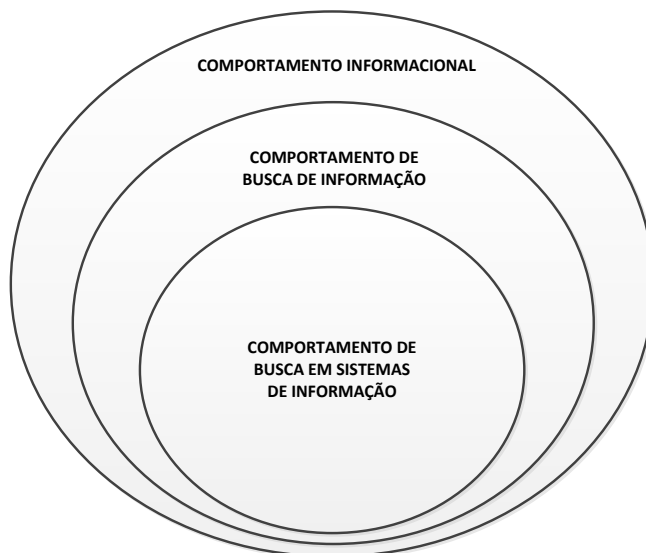 COMPORTAMENTO INFORMACIONAL
COMPORTAMENTO DE
BUSCA DE INFORMAÇÃO
COMPORTAMENTO DE
BUSCA EM SISTEMAS
DE INFORMAÇÃO